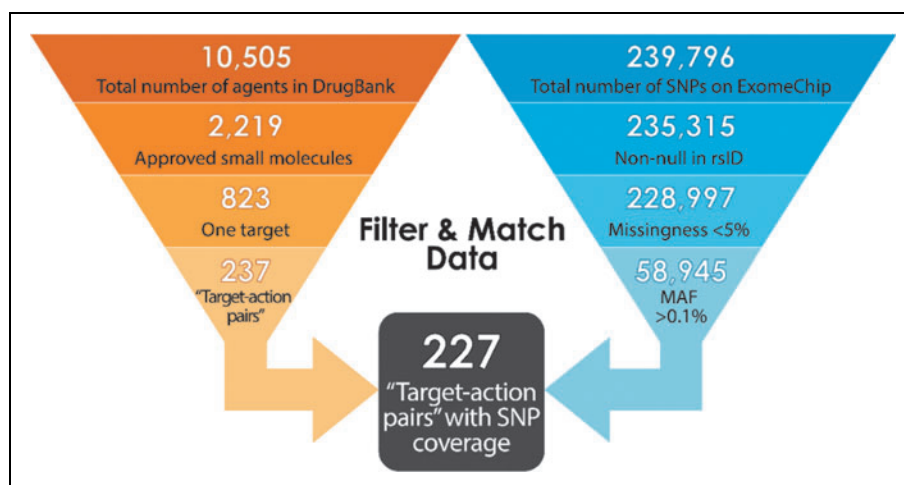 10,505
Total number of agents in DrugBank
2,219
Approved small molecules
823
One target
237
"Target-action
pairs"
239,796
Total number of SNPs on ExomeChip
235,315
Non-null in rsID
228,997
Missingness <5%
58,945
MAF
>0.1%
Filter & Match
Data
227
"Target-action
pairs" with SNP
coverage